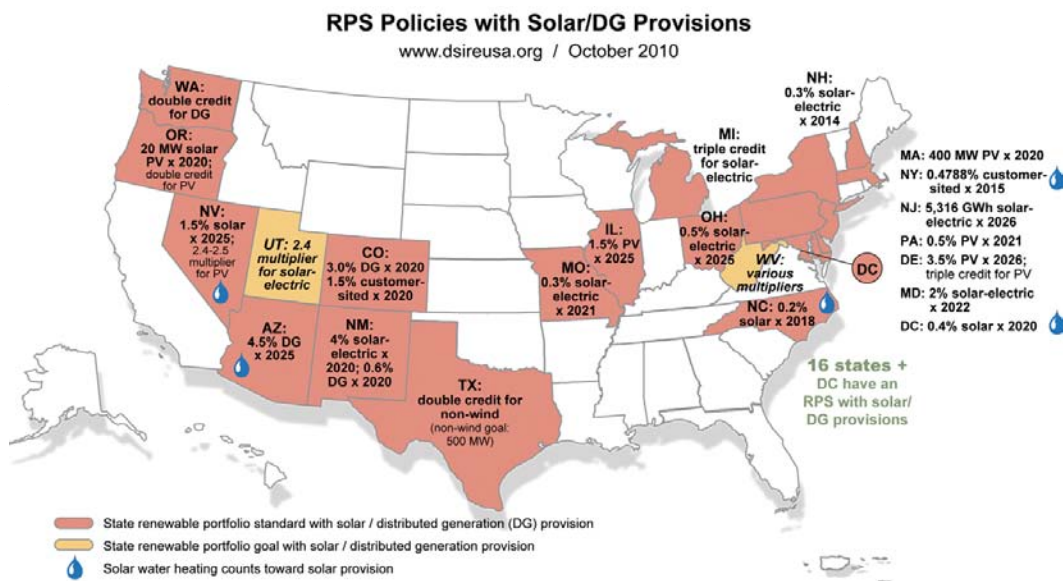 RPS Policies with Solar/DG Provisions
www.dsireusa.org / October 2010
WA:
double credit
for DG
OR:
20 MW solar
PV x 2020;
double credit
for PV
NV:
1.5% solar
x 2025;
2.4-2.5
multiplier
for PV
UT: 2.4
multiplier
for solar-
electric
CO:
3.0% DG x 2020
1.5% customer-
sited x 2020
AZ:
4.5% DG
x 2025
NM:
4% solar-
electric x
2020; 0.6%
DG x 2020
TX:
double credit for
non-wind
(non-wind goal:
500 MW)
MO:
0.3% solar-
electric
x 2021
IL:
1.5% PV
x 2025
MI:
triple credit
for solar-
electric
OH:
0.5% solar-
electric x
2025
WV:
various
multipliers
NC: 0.2%
solar x 2018
DC
NH:
0.3% solar-
electric
x 2014
MA: 400 MW PV x 2020
NY: 0.4788% customer-
sited x 2015
NJ: 5,316 GWh solar-
electric x 2026
PA: 0.5% PV x 2021
DE: 3.5% PV x 2026;
triple credit for PV
MD: 2% solar-electric
x 2022
DC: 0.4% solar x 2020
16 states +
DC have an
RPS with solar/
DG provisions
State renewable portfolio standard with solar / distributed generation (DG) provision
State renewable portfolio goal with solar / distributed generation provision
Solar water heating counts toward solar provision